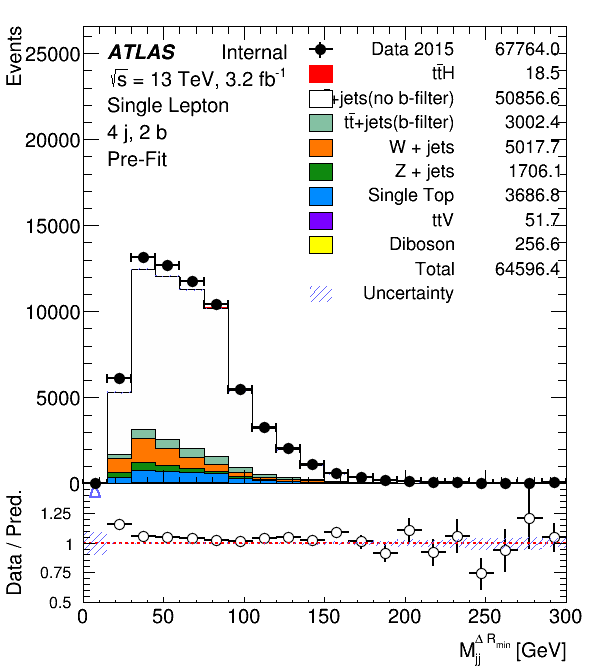 Events
25000
20000
15000
10000
5000
0
ATLAS Internal
√s = 13 TeV, 3.2 fb⁻¹
Single Lepton
4 j, 2 b
Pre-Fit
Data 2015 67764.0
tt̄H 18.5
+jets(no b-filter) 50856.6
tt̄+jets(b-filter) 3002.4
W + jets 5017.7
Z + jets 1706.1
Single Top 3686.8
ttV 51.7
Diboson 256.6
Total 64596.4
Uncertainty
Data / Pred.
1.25
1
0.75
0.5
0 50 100 150 200 250 300
M_jj^Δ R_min [GeV]